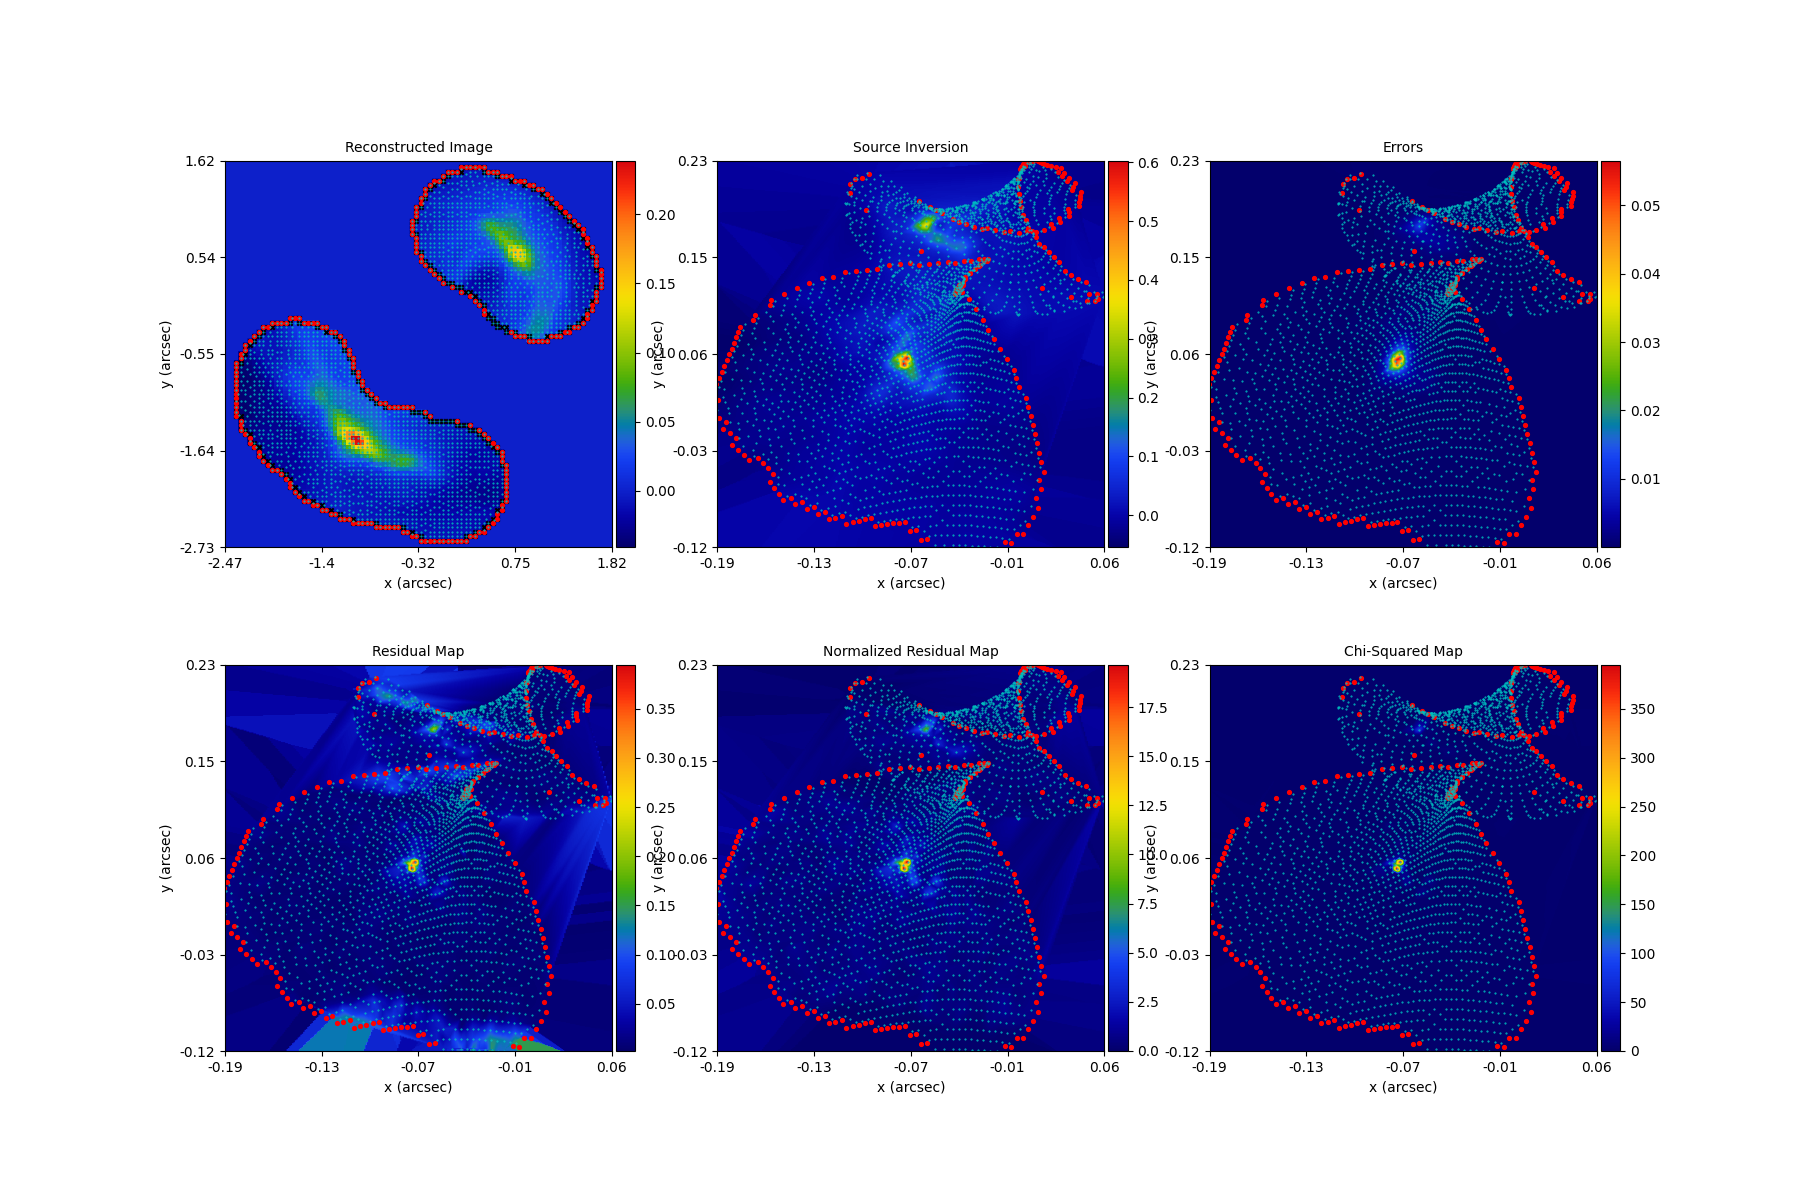 Reconstructed Image
1.62
0.54
-0.55
-1.64
-2.73
-2.47 -1.4 -0.32 0.75 1.82
x (arcsec)
y (arcsec)
0.20
0.15
0.10
0.05
0.00
Source Inversion
0.23
0.15
0.06
-0.03
-0.12
-0.19 -0.13 -0.07 -0.01 0.06
x (arcsec)
y (arcsec)
0.6
0.5
0.4
0.3
0.2
0.1
0.0
Errors
0.23
0.15
0.06
-0.03
-0.12
-0.19 -0.13 -0.07 -0.01 0.06
x (arcsec)
y (arcsec)
0.05
0.04
0.03
0.02
0.01
Residual Map
0.23
0.15
0.06
-0.03
-0.12
-0.19 -0.13 -0.07 -0.01 0.06
x (arcsec)
y (arcsec)
0.35
0.30
0.25
0.20
0.15
0.10
0.05
Normalized Residual Map
0.23
0.15
0.06
-0.03
-0.12
-0.19 -0.13 -0.07 -0.01 0.06
x (arcsec)
y (arcsec)
17.5
15.0
12.5
10.0
7.5
5.0
2.5
0.0
Chi-Squared Map
0.23
0.15
0.06
-0.03
-0.12
-0.19 -0.13 -0.07 -0.01 0.06
x (arcsec)
y (arcsec)
350
300
250
200
150
100
50
0